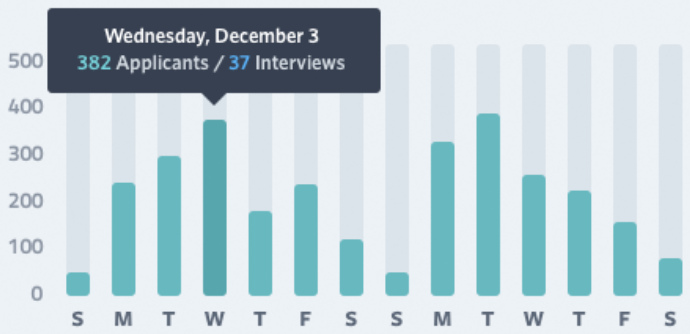 Wednesday, December 3
382 Applicants / 37 Interviews
500
400
300
200
100
0
S M T W T F S S M T W T F S